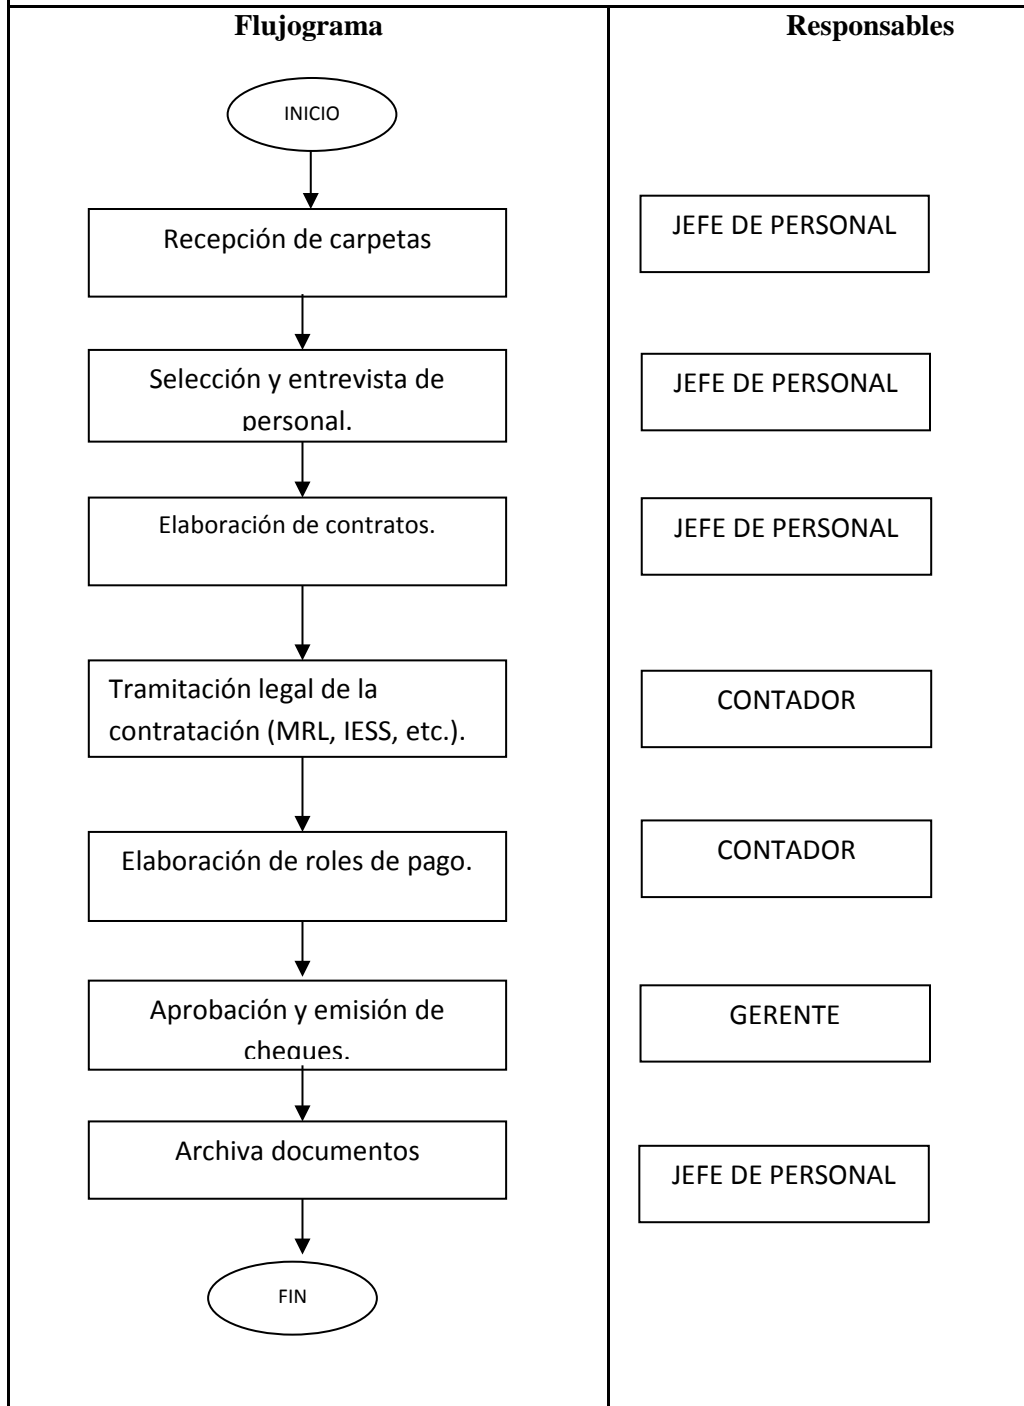 Flujograma
Responsables
INICIO
Recepción de carpetas
JEFE DE PERSONAL
Selección y entrevista de
personal.
JEFE DE PERSONAL
Elaboración de contratos.
JEFE DE PERSONAL
Tramitación legal de la
contratación (MRL, IESS, etc.).
CONTADOR
Elaboración de roles de pago.
CONTADOR
Aprobación y emisión de
cheques.
GERENTE
Archiva documentos
JEFE DE PERSONAL
FIN